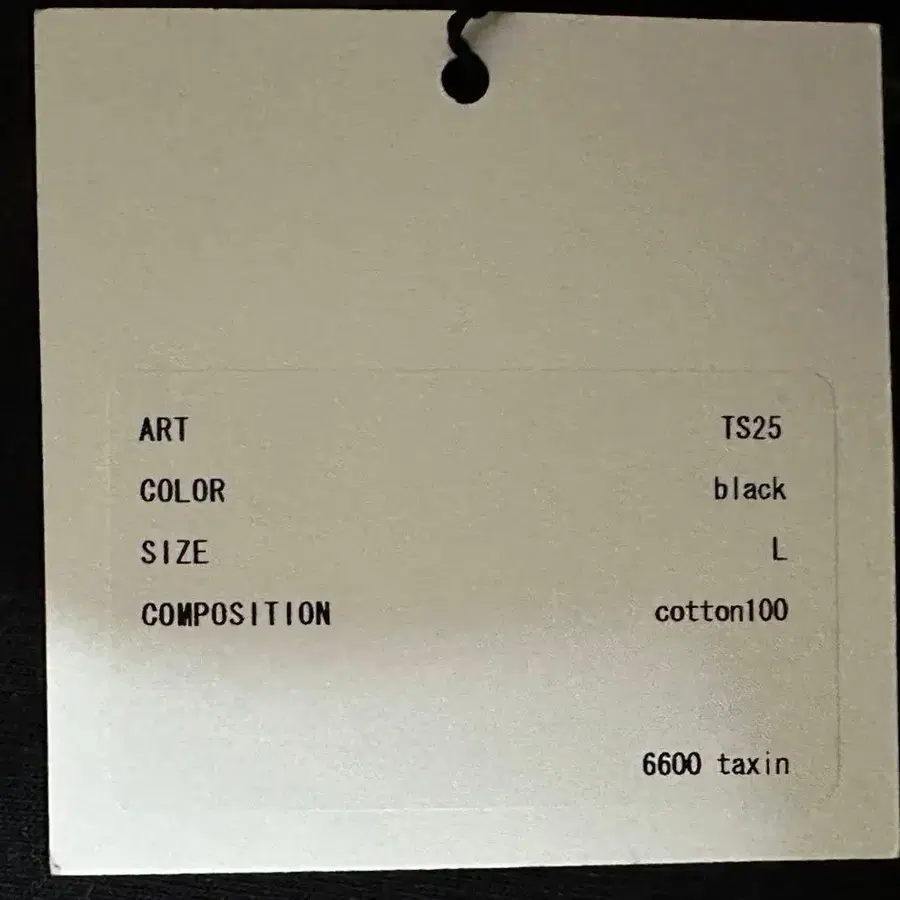 ART TS25
COLOR black
SIZE L
COMPOSITION cotton100
6600 taxin